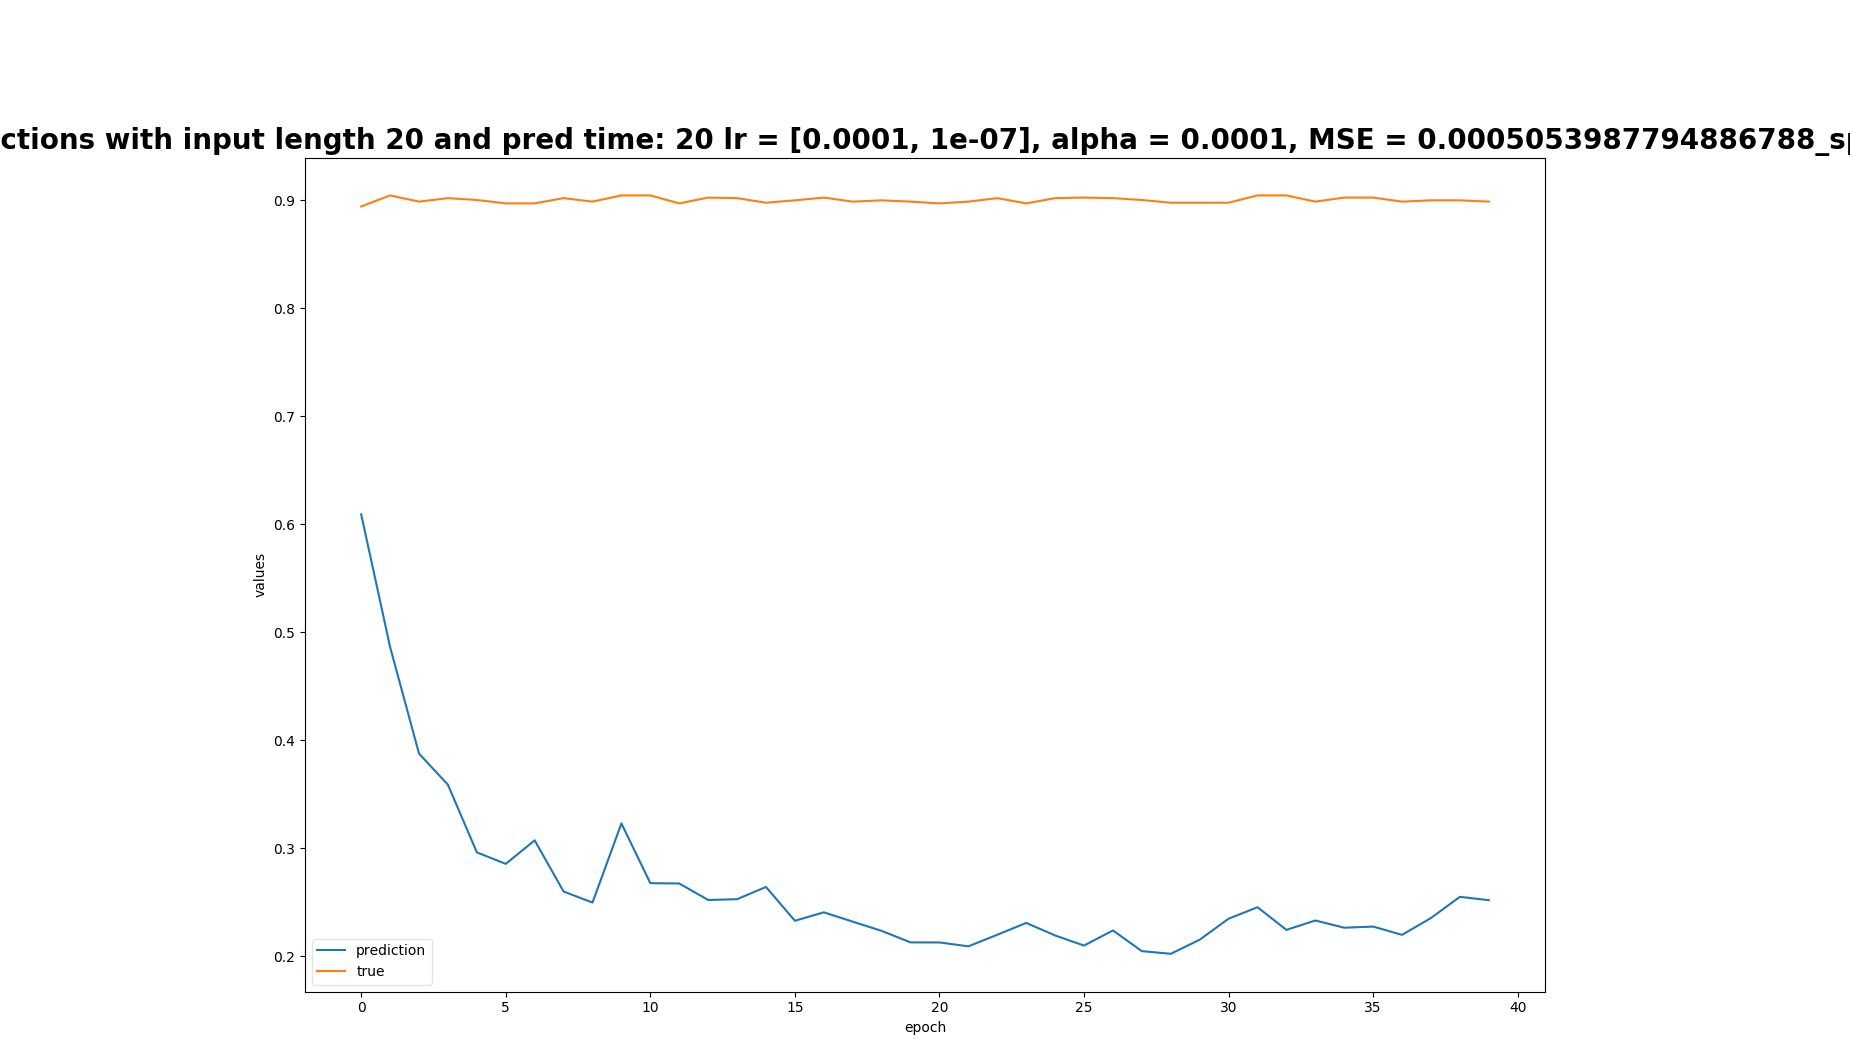 ctions with input length 20 and pred time: 20 lr = [0.0001, 1e-07], alpha = 0.0001, MSE = 0.0005053987794886788_sp
0.9
0.8
0.7
0.6
0.5
0.4
0.3
0.2
values
prediction
true
0 5 10 15 20 25 30 35 40
epoch